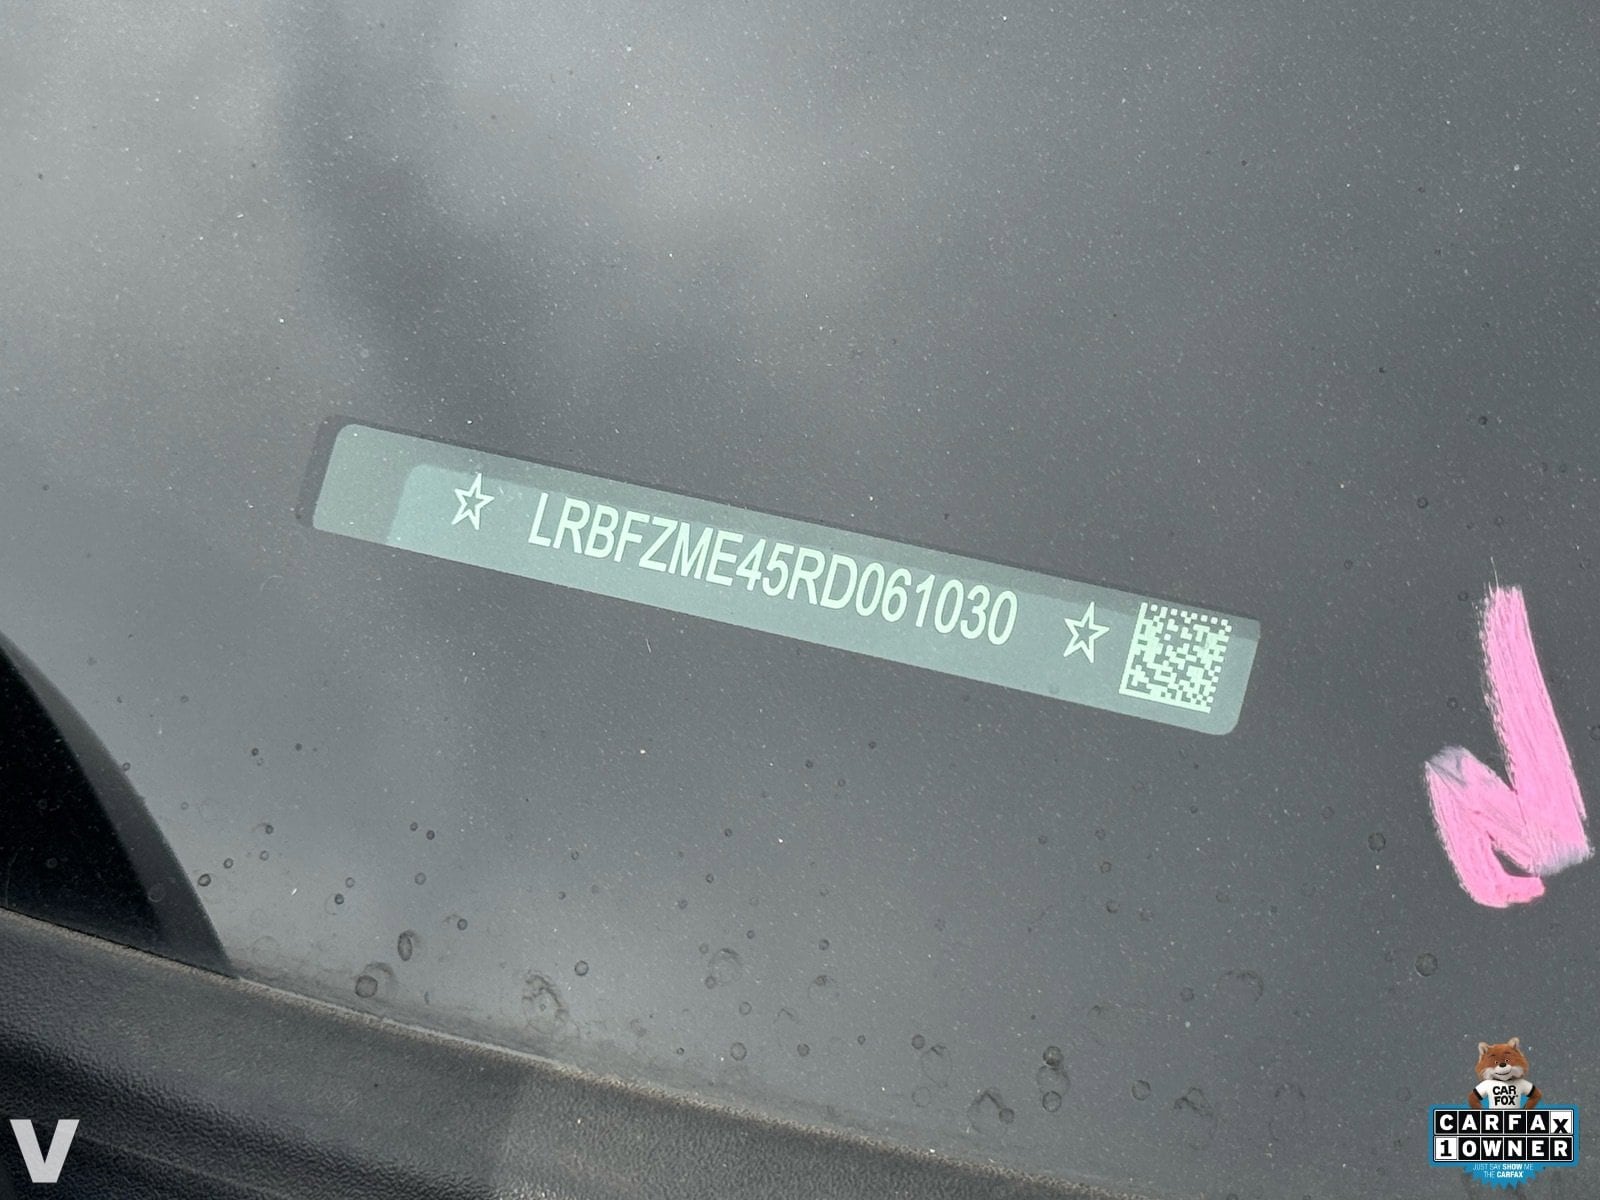 ☆ LRBFZME45RD061030 ☆
V
CAR
FOX
CARFAX
1OWNER
JUST SAY SHOW ME
THE CARFAX